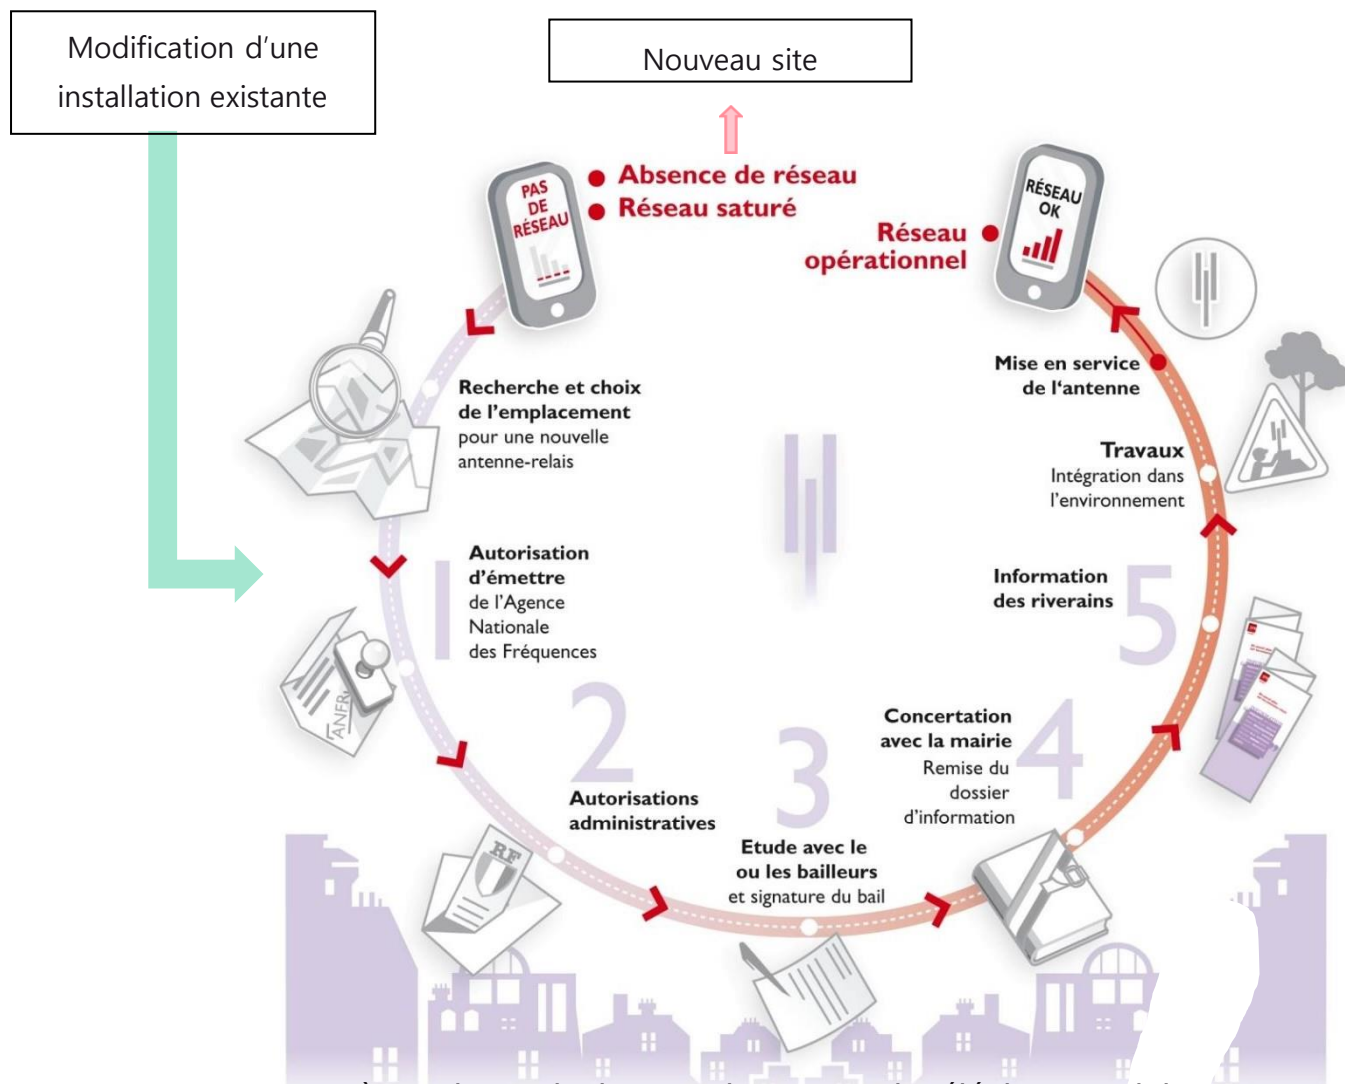 Modification d'une
installation existante
Nouveau site
PAS
DE
RÉSEAU
Absence de réseau
Réseau saturé
RÉSEAU
OK
Réseau
opérationnel
Recherche et choix
de l'emplacement
pour une nouvelle
antenne-relais
Mise en service
de l'antenne
Travaux
Intégration dans
l'environnement
1
Autorisation
d'émettre
de l'Agence
Nationale
des Fréquences
ANFR
5
Information
des riverains
2
Autorisations
administratives
RF
3
Etude avec le
ou les bailleurs
et signature du bail
4
Concertation
avec la mairie
Remise du
dossier
d'information